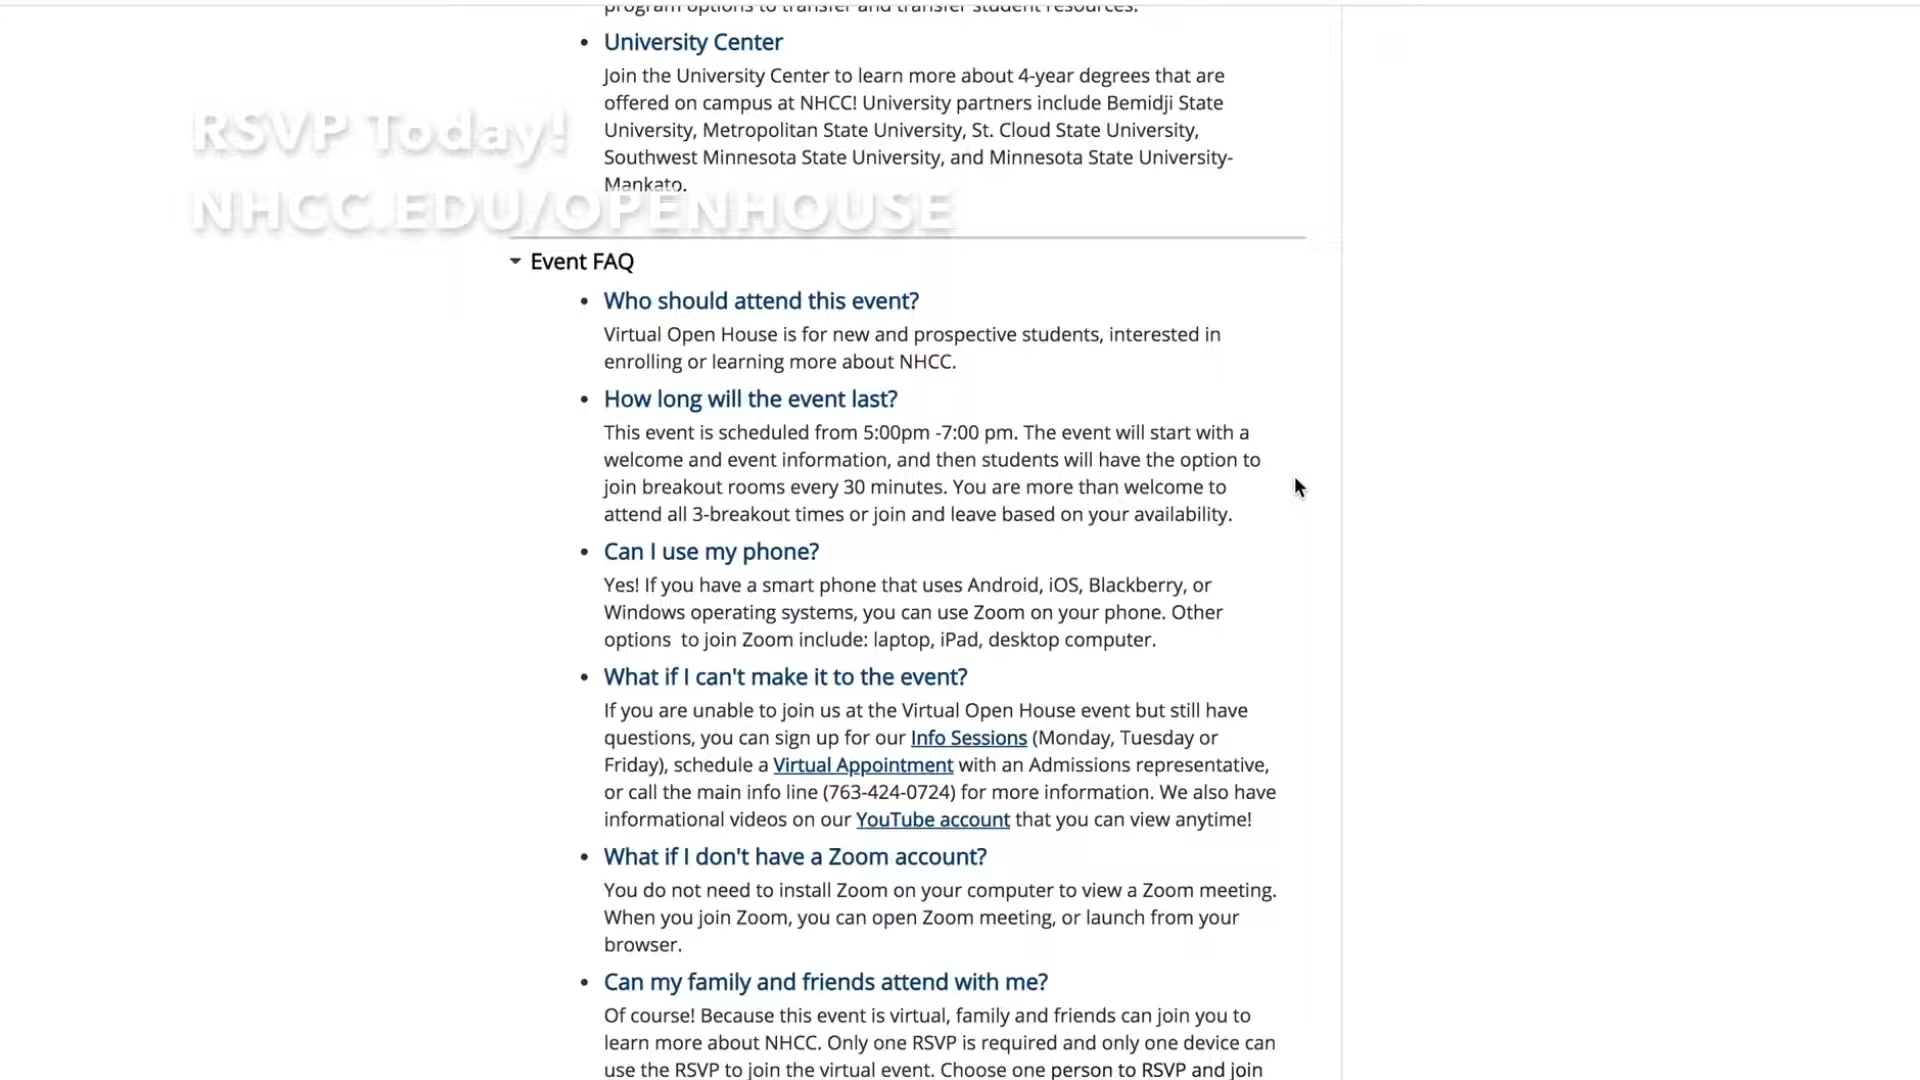 program options to transfer and transfer student resources.
University Center
Join the University Center to learn more about 4-year degrees that are
offered on campus at NHCC! University partners include Bemidji State
University, Metropolitan State University, St. Cloud State University,
Southwest Minnesota State University, and Minnesota State University-
Mankato.
RSVP Today!
NHCC.EDU/OPENHOUSE
Event FAQ
Who should attend this event?
Virtual Open House is for new and prospective students, interested in
enrolling or learning more about NHCC.
How long will the event last?
This event is scheduled from 5:00pm -7:00 pm. The event will start with a
welcome and event information, and then students will have the option to
join breakout rooms every 30 minutes. You are more than welcome to
attend all 3-breakout times or join and leave based on your availability.
Can I use my phone?
Yes! If you have a smart phone that uses Android, iOS, Blackberry, or
Windows operating systems, you can use Zoom on your phone. Other
options  to join Zoom include: laptop, iPad, desktop computer.
What if I can't make it to the event?
If you are unable to join us at the Virtual Open House event but still have
questions, you can sign up for our Info Sessions (Monday, Tuesday or
Friday), schedule a Virtual Appointment with an Admissions representative,
or call the main info line (763-424-0724) for more information. We also have
informational videos on our YouTube account that you can view anytime!
What if I don't have a Zoom account?
You do not need to install Zoom on your computer to view a Zoom meeting.
When you join Zoom, you can open Zoom meeting, or launch from your
browser.
Can my family and friends attend with me?
Of course! Because this event is virtual, family and friends can join you to
learn more about NHCC. Only one RSVP is required and only one device can
use the RSVP to join the virtual event. Choose one person to RSVP and join